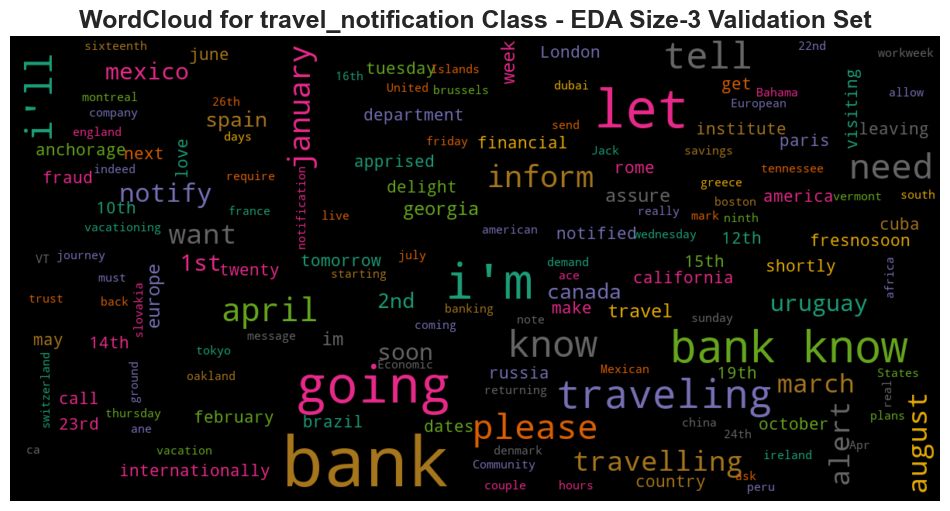 WordCloud for travel_notification Class - EDA Size-3 Validation Set
sixteenth
june
mexico
i'll
montreal
company
england
spain
26th
days
anchorage
next
indeed
love
fraud
require
notify
10th
france
vacationing
want
january
16th
tuesday
Islands
United
brussels
week
London
department
friday
financial
send
apprised
delight
georgia
notification
live
let
tell
22nd
workweek
get
dubai
Bahama
European
allow
visiting
institute
paris
leaving
Jack
savings
inform
rome
tennessee
need
assure
greece
america
vermont
south
boston
really
mark
ninth
cuba
american
notified
wednesday
12th
fresnosoon
VT
journey
1st
twenty
tomorrow
july
i'm
demand
15th
shortly
africa
must
europe
starting
ace
california
canada
trust
back
slovakia
april
2nd
banking
make
travel
uruguay
coming
note
sunday
may
14th
message
im
soon
know
bank know
tokyo
Economic
switzerland
ground
oakland
going
russia
Mexican
19th
States
returning
traveling
march
real
call
thursday
february
brazil
dates
please
china
october
plans
23rd
ane
24th
alert
august
Apr
ca
vacation
bank
denmark
travelling
ireland
internationally
Community
country
ask
couple
hours
peru